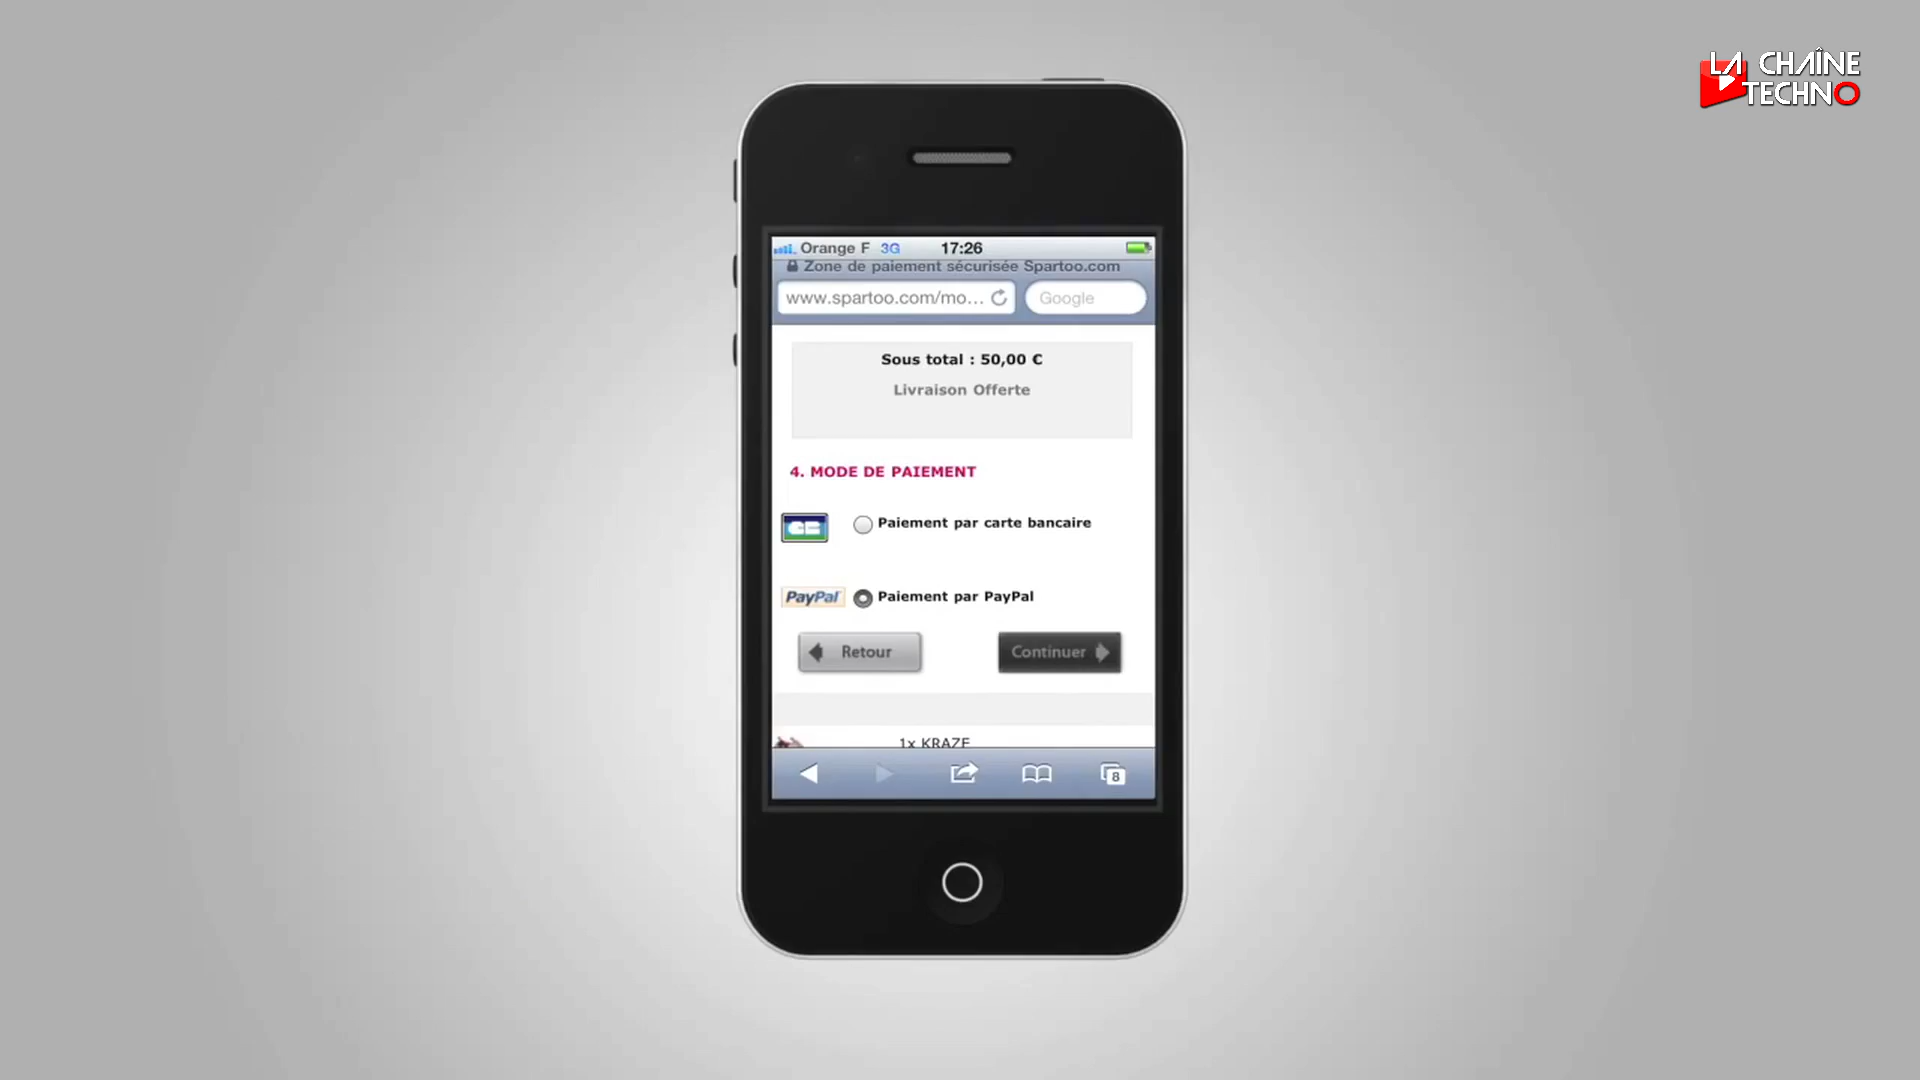 LA CHAÎNE
TECHNO
Orange F 3G 17:26
Zone de paiement sécurisée Spartoo.com
www.spartoo.com/mo... Google
Sous total : 50,00 €
Livraison Offerte
4. MODE DE PAIEMENT
CB Paiement par carte bancaire
PayPal Paiement par PayPal
Retour Continuer
1x KRAZE
8